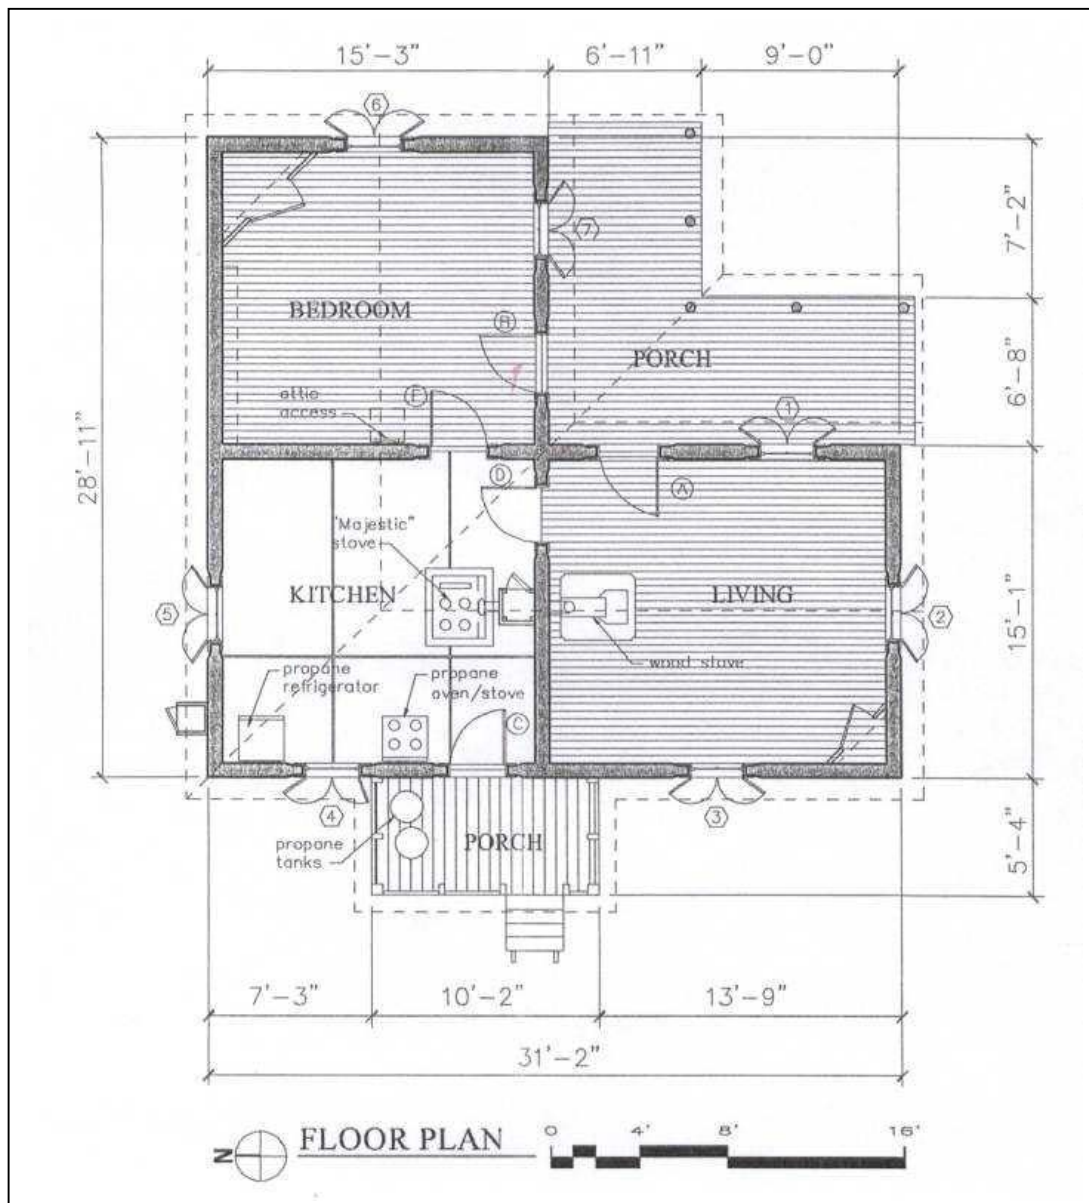 15'-3" 6'-11" 9'-0"
6
7
28'-11"
7'-2"
BEDROOM
B
PORCH
6'-8"
attic
access
E
1
D
A
"Majestic"
stove
KITCHEN
LIVING
5
2
15'-1"
wood stove
propane
refrigerator
propane
oven/stove
C
4
3
propane
tanks
PORCH
5'-4"
7'-3" 10'-2" 13'-9"
31'-2"
N
FLOOR PLAN
0 4' 8' 16'